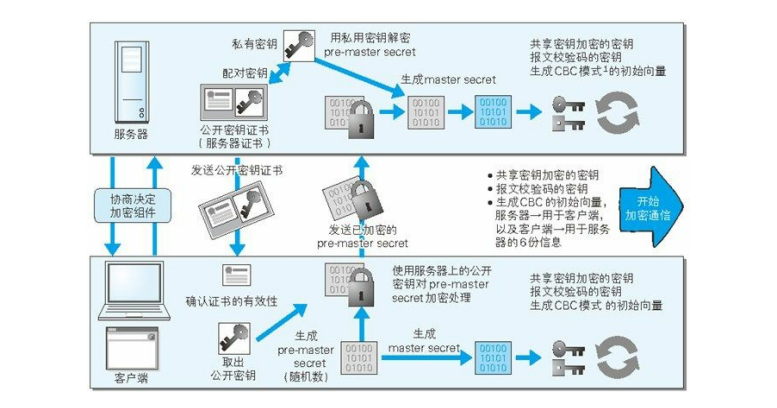 私有密钥
用私用密钥解密
pre-master secret
共享密钥加密的密钥
报文校验码的密钥
生成CBC模式1的初始向量
配对密钥
生成master secret
00100
10101
01010
服务器
公开密钥证书
(服务器证书)
00100
101
010
00100
10101
01010
00100
10101
01010
发送公开密钥证书
协商决定
加密组件
发送已加密的
pre-master secret
• 共享密钥加密的密钥
• 报文校验码的密钥
• 生成CBC的初始向量,
服务器→用于客户端,
以及客户端→用于服务
器的6份信息
开始
加密通信
确认证书的有效性
使用服务器上的公开
密钥对pre-master
secret加密处理
共享密钥加密的密钥
报文校验码的密钥
生成CBC模式的初始向量
取出
公开密钥
生成
pre-master
secret
(随机数)
00100
10101
01010
生成
master secret
00100
10101
01010
客户端